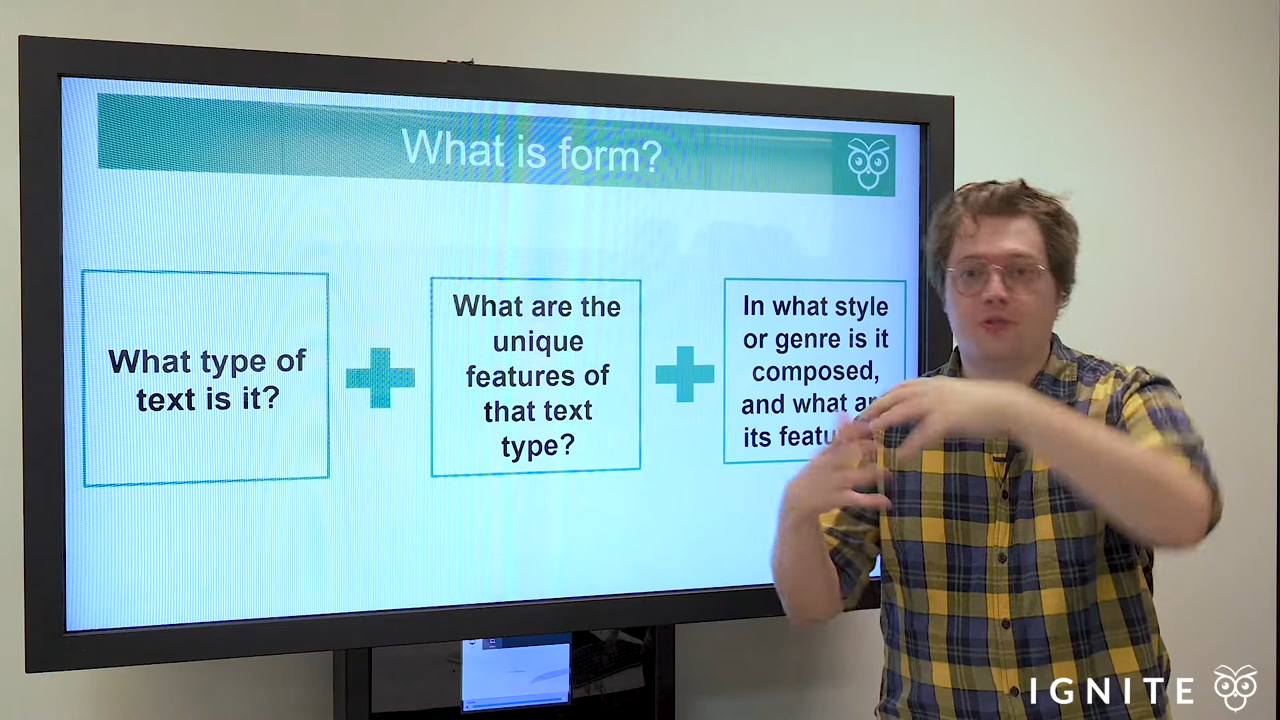 What is form?
What type of
text is it?
What are the
unique
features of
that text
type?
In what style
or genre is it
composed,
and what
its
IGNITE